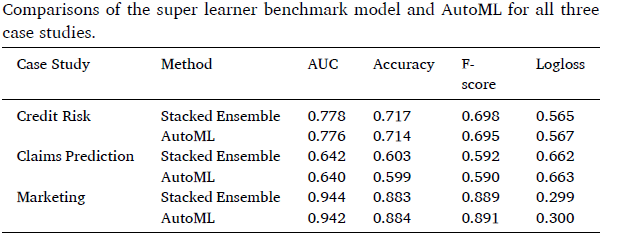 Comparisons of the super learner benchmark model and AutoML for all three
case studies.
Case Study Method AUC Accuracy F-
score Logloss
Credit Risk Stacked Ensemble 0.778 0.717 0.698 0.565
AutoML 0.776 0.714 0.695 0.567
Claims Prediction Stacked Ensemble 0.642 0.603 0.592 0.662
AutoML 0.640 0.599 0.590 0.663
Marketing Stacked Ensemble 0.944 0.883 0.889 0.299
AutoML 0.942 0.884 0.891 0.300